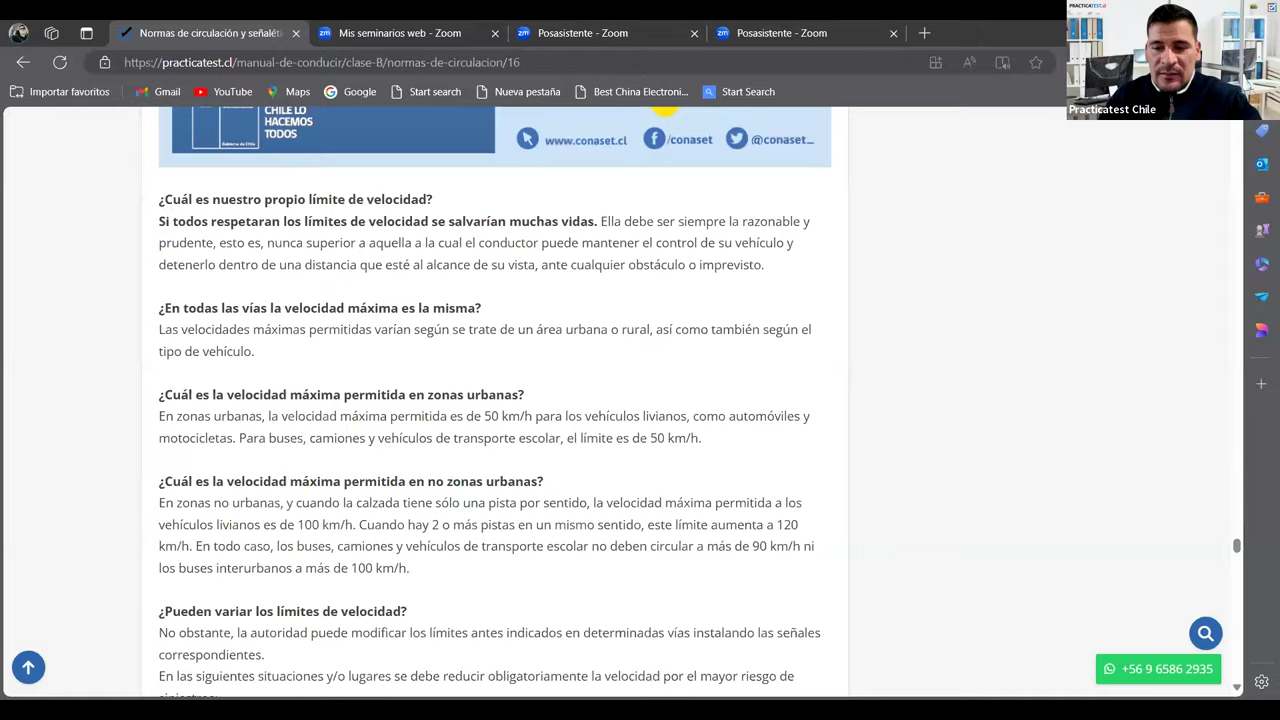 Normas de circulación y señalét
Mis seminarios web - Zoom
Posasistente - Zoom
Posasistente - Zoom
https://practicatest.cl/manual-de-conducir/clase-B/normas-de-circulacion/16
Importar favoritos
Gmail
YouTube
Maps
Google
Start search
Nueva pestaña
Best China Electroni...
Start Search
PRACTICATEST.cl
Practicatest Chile
CHILE LO
HACEMOS
TODOS
Gobierno de Chile
www.conaset.cl
/conaset
@conaset_
¿Cuál es nuestro propio límite de velocidad?
Si todos respetaran los límites de velocidad se salvarían muchas vidas. Ella debe ser siempre la razonable y
prudente, esto es, nunca superior a aquella a la cual el conductor puede mantener el control de su vehículo y
detenerlo dentro de una distancia que esté al alcance de su vista, ante cualquier obstáculo o imprevisto.
¿En todas las vías la velocidad máxima es la misma?
Las velocidades máximas permitidas varían según se trate de un área urbana o rural, así como también según el
tipo de vehículo.
¿Cuál es la velocidad máxima permitida en zonas urbanas?
En zonas urbanas, la velocidad máxima permitida es de 50 km/h para los vehículos livianos, como automóviles y
motocicletas. Para buses, camiones y vehículos de transporte escolar, el límite es de 50 km/h.
¿Cuál es la velocidad máxima permitida en no zonas urbanas?
En zonas no urbanas, y cuando la calzada tiene sólo una pista por sentido, la velocidad máxima permitida a los
vehículos livianos es de 100 km/h. Cuando hay 2 o más pistas en un mismo sentido, este límite aumenta a 120
km/h. En todo caso, los buses, camiones y vehículos de transporte escolar no deben circular a más de 90 km/h ni
los buses interurbanos a más de 100 km/h.
¿Pueden variar los límites de velocidad?
No obstante, la autoridad puede modificar los límites antes indicados en determinadas vías instalando las señales
correspondientes.
En las siguientes situaciones y/o lugares se debe reducir obligatoriamente la velocidad por el mayor riesgo de
+56 9 6586 2935